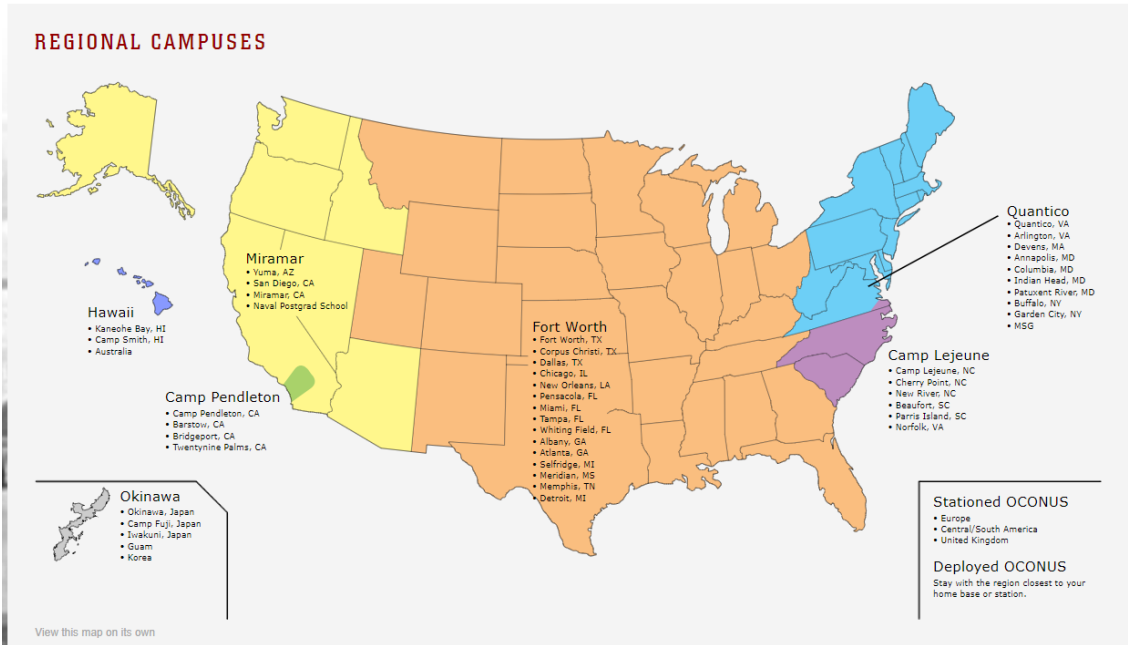 REGIONAL CAMPUSES
Miramar
• Yuma, AZ
• San Diego, CA
• Miramar, CA
• Naval Postgrad School
Hawaii
• Kaneohe Bay, HI
• Camp Smith, HI
• Australia
Camp Pendleton
• Camp Pendleton, CA
• Barstow, CA
• Bridgeport, CA
• Twentynine Palms, CA
Fort Worth
• Fort Worth, TX
• Corpus Christi, TX
• Dallas, TX
• Chicago, IL
• New Orleans, LA
• Pensacola, FL
• Miami, FL
• Tampa, FL
• Whiting Field, FL
• Albany, GA
• Atlanta, GA
• Selfridge, MI
• Meridian, MS
• Memphis, TN
• Detroit, MI
Quantico
• Quantico, VA
• Arlington, VA
• Devens, MA
• Annapolis, MD
• Columbia, MD
• Indian Head, MD
• Patuxent River, MD
• Buffalo, NY
• Garden City, NY
• MSG
Camp Lejeune
• Camp Lejeune, NC
• Cherry Point, NC
• New River, NC
• Beaufort, SC
• Parris Island, SC
• Norfolk, VA
Okinawa
• Okinawa, Japan
• Camp Fuji, Japan
• Iwakuni, Japan
• Guam
• Korea
Stationed OCONUS
• Europe
• Central/South America
• United Kingdom
Deployed OCONUS
Stay with the region closest to your
home base or station.
View this map on its own